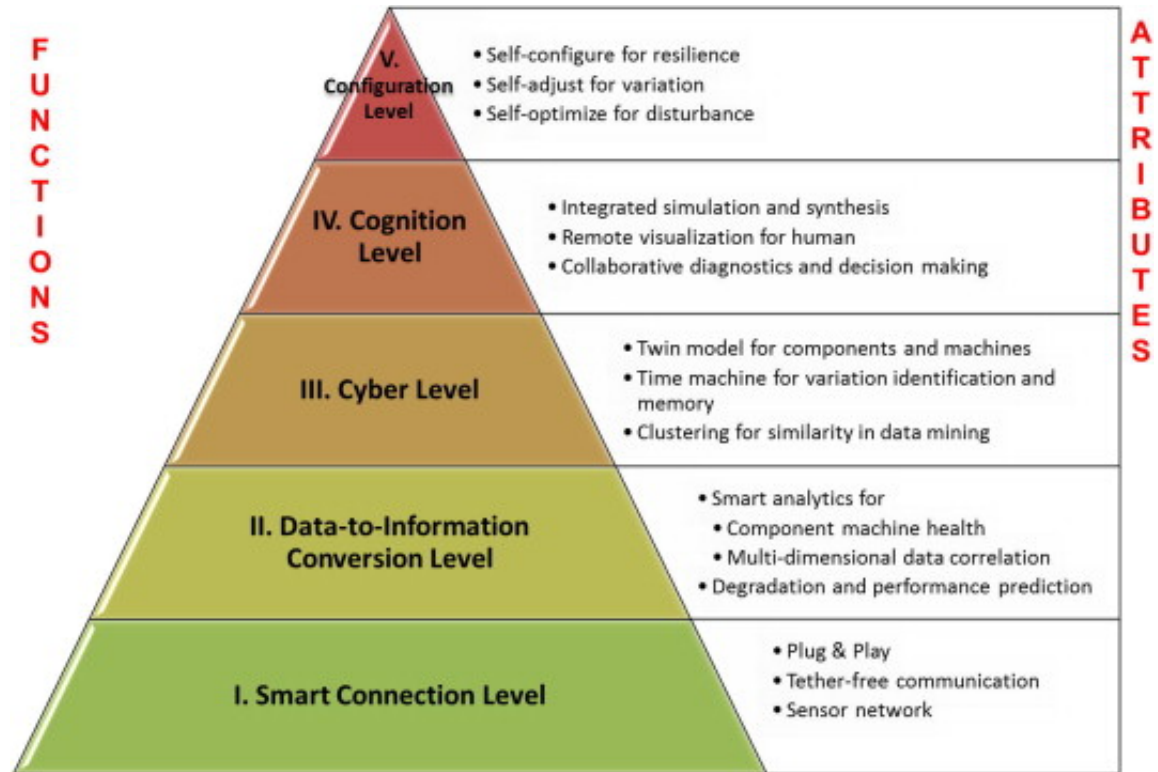 FUNCTIONS
ATTRIBUTES
V.
Configuration
Level
• Self-configure for resilience
• Self-adjust for variation
• Self-optimize for disturbance
IV. Cognition
Level
• Integrated simulation and synthesis
• Remote visualization for human
• Collaborative diagnostics and decision making
III. Cyber Level
• Twin model for components and machines
• Time machine for variation identification and
memory
• Clustering for similarity in data mining
II. Data-to-Information
Conversion Level
• Smart analytics for
• Component machine health
• Multi-dimensional data correlation
• Degradation and performance prediction
I. Smart Connection Level
• Plug & Play
• Tether-free communication
• Sensor network